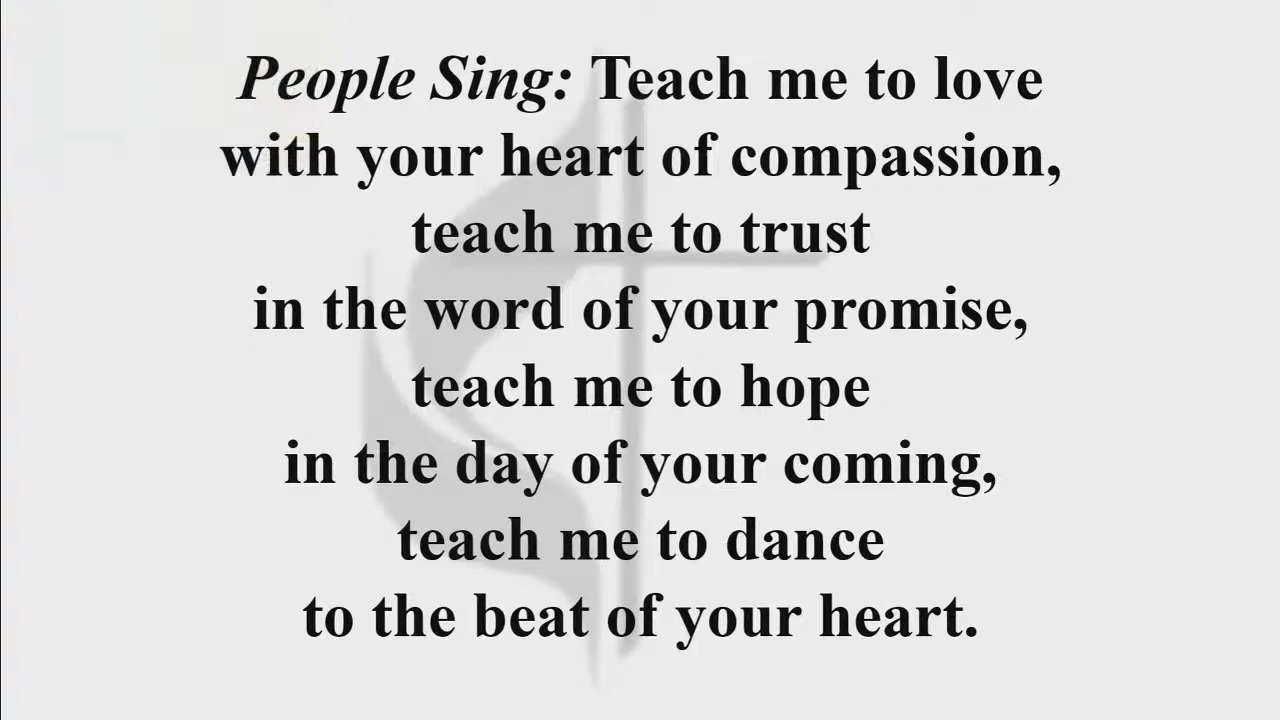 People Sing: Teach me to love
with your heart of compassion,
teach me to trust
in the word of your promise,
teach me to hope
in the day of your coming,
teach me to dance
to the beat of your heart.